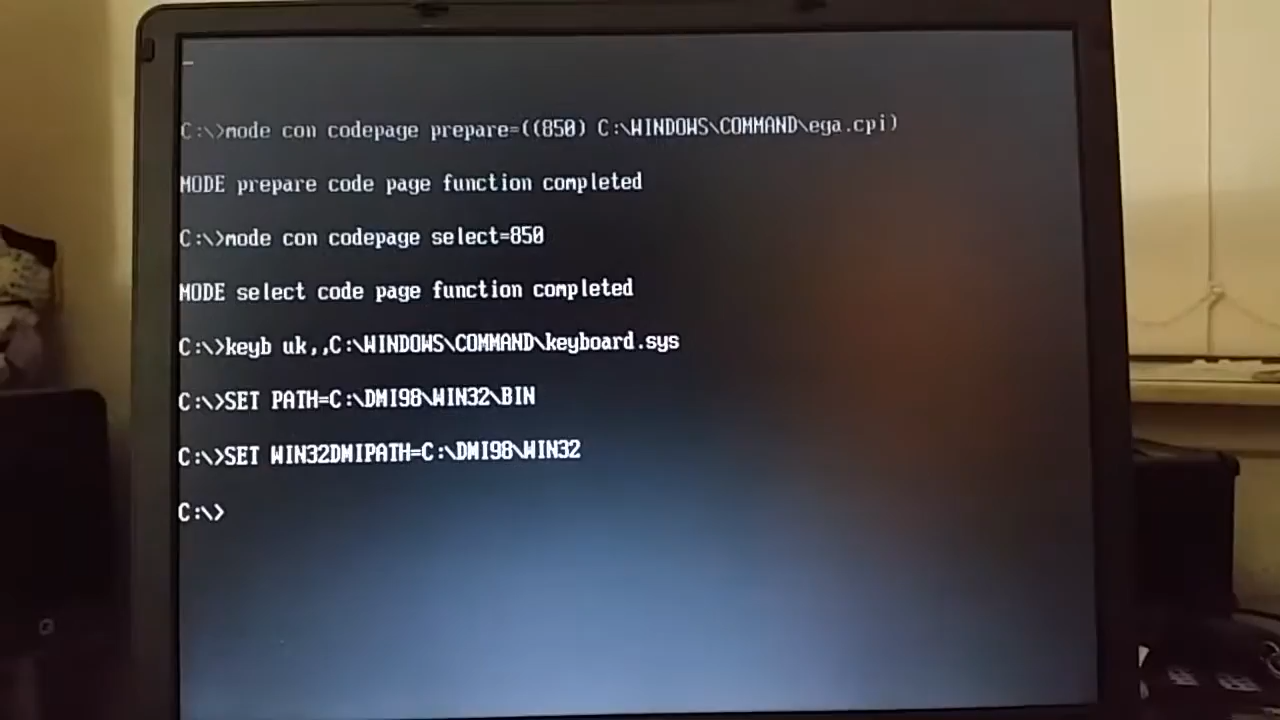 C:\>mode con codepage prepare=((850) C:\WINDOWS\COMMAND\ega.cpi)
MODE prepare code page function completed
C:\>mode con codepage select=850
MODE select code page function completed
C:\>keyb uk,,C:\WINDOWS\COMMAND\keyboard.sys
C:\>SET PATH=C:\DMI98\WIN32\BIN
C:\>SET WIN32DMIPATH=C:\DMI98\WIN32
C:\>